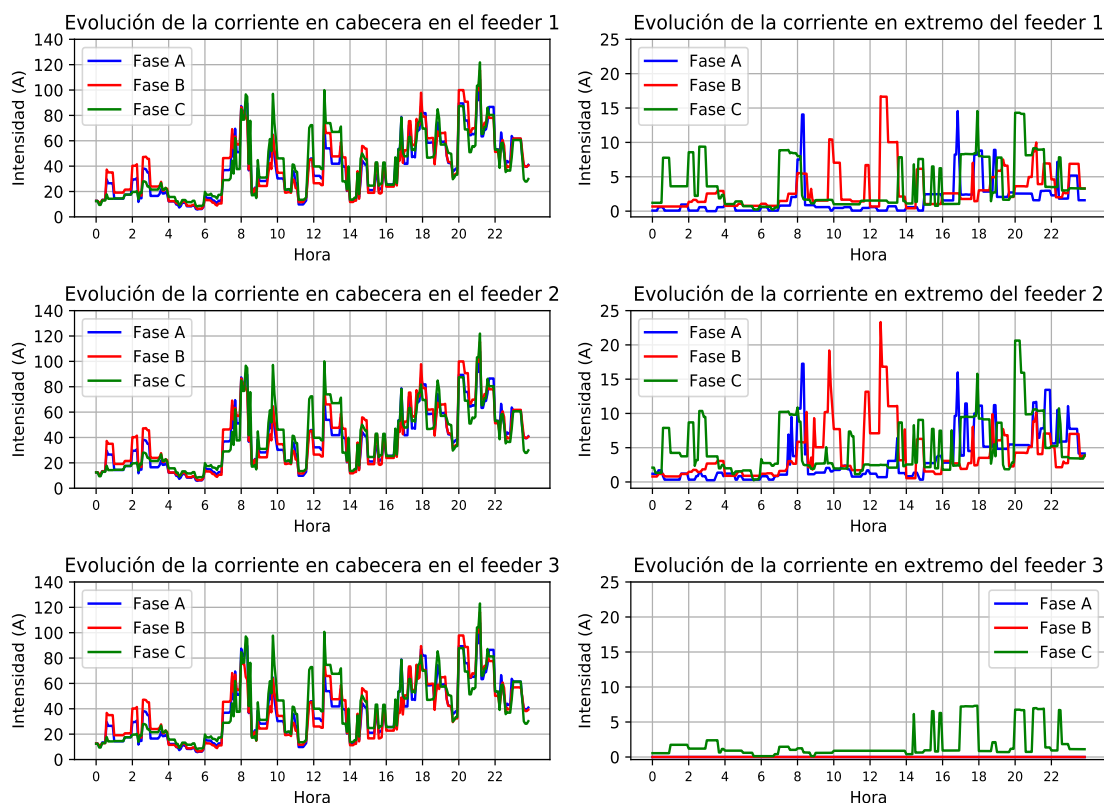 Evolución de la corriente en cabecera en el feeder 1
Intensidad (A)
140
120
100
80
60
40
20
0
Fase A
Fase B
Fase C
0 2 4 6 8 10 12 14 16 18 20 22
Hora
Evolución de la corriente en extremo del feeder 1
Intensidad (A)
25
20
15
10
5
0
Fase A
Fase B
Fase C
0 2 4 6 8 10 12 14 16 18 20 22
Hora
Evolución de la corriente en cabecera en el feeder 2
Intensidad (A)
140
120
100
80
60
40
20
0
Fase A
Fase B
Fase C
0 2 4 6 8 10 12 14 16 18 20 22
Hora
Evolución de la corriente en extremo del feeder 2
Intensidad (A)
25
20
15
10
5
0
Fase A
Fase B
Fase C
0 2 4 6 8 10 12 14 16 18 20 22
Hora
Evolución de la corriente en cabecera en el feeder 3
Intensidad (A)
140
120
100
80
60
40
20
0
Fase A
Fase B
Fase C
0 2 4 6 8 10 12 14 16 18 20 22
Hora
Evolución de la corriente en extremo del feeder 3
Intensidad (A)
25
20
15
10
5
0
Fase A
Fase B
Fase C
0 2 4 6 8 10 12 14 16 18 20 22
Hora